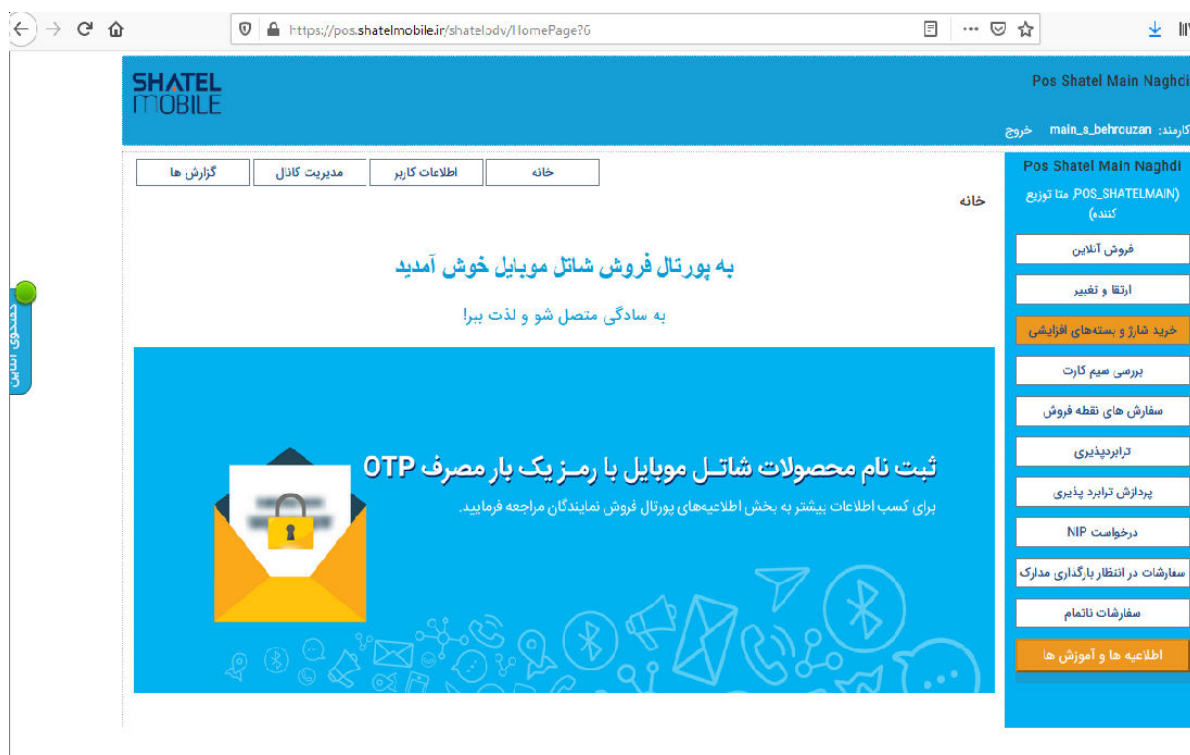 https://pos.shatelmobile.ir/shatelpdv/HomePage?6
SHATEL
MOBILE
Pos Shatel Main Naghdi
کارمند: main_s_behrouzan خروج
خانه
اطلاعات کاربر
مدیریت کانال
گزارش ها
خانه
به پورتال فروش شاتل موبایل خوش آمدید
به سادگی متصل شو و لذت ببر!
ثبت نام محصولات شاتل موبایل با رمز یک بار مصرف OTP
برای کسب اطلاعات بیشتر به بخش اطلاعیه‌های پورتال فروش نمایندگان مراجعه فرمایید.
Pos Shatel Main Naghdi
(POS_SHATELMAIN, متا توزیع
کننده)
فروش آنلاین
ارتقا و تغییر
خرید شارژ و بسته‌های افزایشی
بررسی سیم کارت
سفارش های نقطه فروش
ترابردپذیری
پردازش ترابرد پذیری
درخواست NIP
سفارشات در انتظار بارگذاری مدارک
سفارشات ناتمام
اطلاعیه ها و آموزش ها
گفتگوی آنلاین